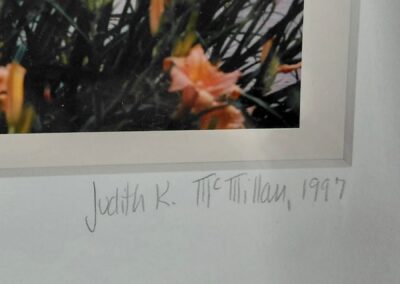 Judith K. McMillan, 1997